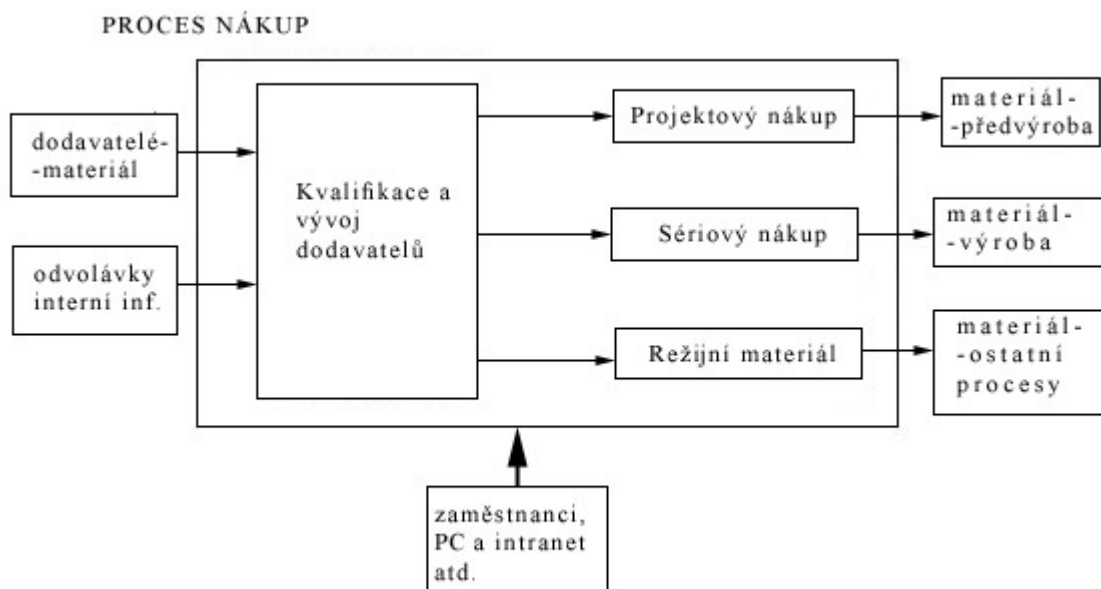 PROCES NÁKUP
dodavatelé-
-materiál
odvolávky
interní inf.
Kvalifikace a
vývoj
dodavatelů
Projektový nákup
Sériový nákup
Režijní materiál
materiál-
-předvýroba
materiál-
-výroba
materiál-
-ostatní
procesy
zaměstnanci,
PC a intranet
atd.